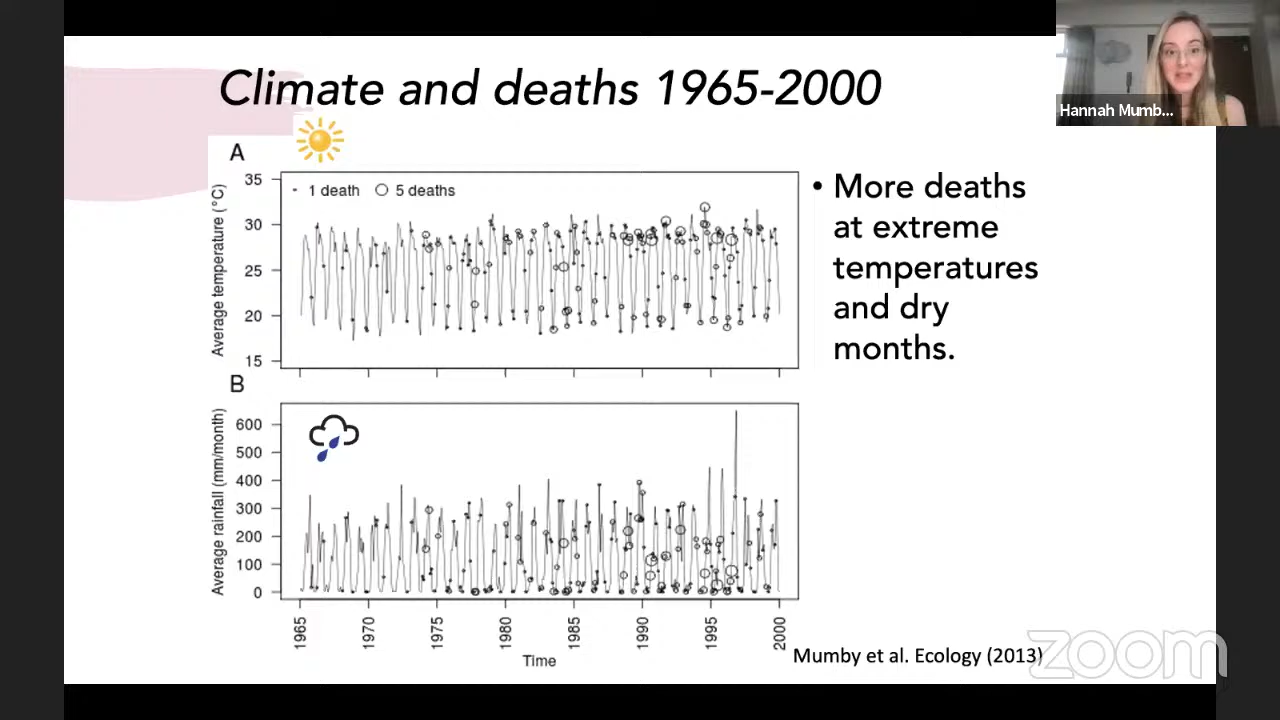 Climate and deaths 1965-2000
Hannah Mumb...
A
1 death
5 deaths
35
30
25
20
15
Average temperature (°C)
• More deaths
at extreme
temperatures
and dry
months.
B
600
500
400
300
200
100
0
Average rainfall (mm/month)
1965
1970
1975
1980
1985
1990
1995
2000
Time
Mumby et al. Ecology (2013)
zoom